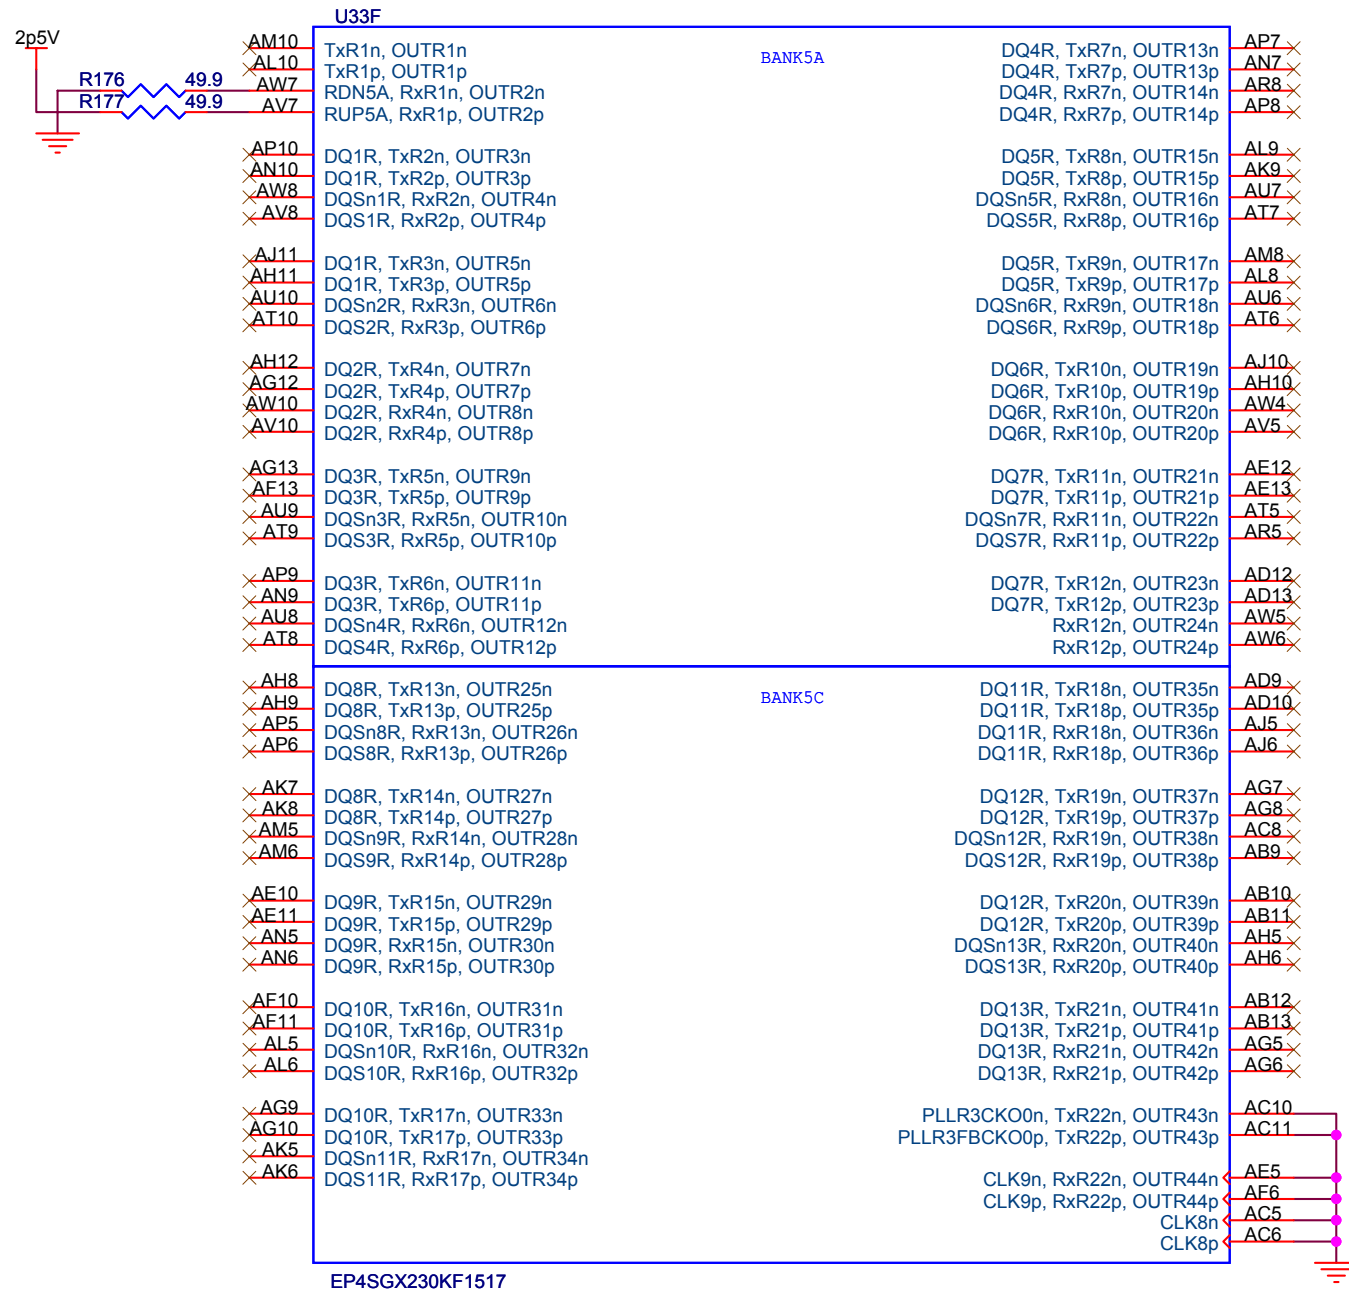 U33F
2p5V
BANK5A
R176 49.9
R177 49.9
AM10 TxR1n, OUTR1n
AL10 TxR1p, OUTR1p
AW7 RDN5A, RxR1n, OUTR2n
AV7 RUP5A, RxR1p, OUTR2p
AP10 DQ1R, TxR2n, OUTR3n
AN10 DQ1R, TxR2p, OUTR3p
AW8 DQSn1R, RxR2n, OUTR4n
AV8 DQS1R, RxR2p, OUTR4p
AJ11 DQ1R, TxR3n, OUTR5n
AH11 DQ1R, TxR3p, OUTR5p
AU10 DQSn2R, RxR3n, OUTR6n
AT10 DQS2R, RxR3p, OUTR6p
AH12 DQ2R, TxR4n, OUTR7n
AG12 DQ2R, TxR4p, OUTR7p
AW10 DQ2R, RxR4n, OUTR8n
AV10 DQ2R, RxR4p, OUTR8p
AG13 DQ3R, TxR5n, OUTR9n
AF13 DQ3R, TxR5p, OUTR9p
AU9 DQSn3R, RxR5n, OUTR10n
AT9 DQS3R, RxR5p, OUTR10p
AP9 DQ3R, TxR6n, OUTR11n
AN9 DQ3R, TxR6p, OUTR11p
AU8 DQSn4R, RxR6n, OUTR12n
AT8 DQS4R, RxR6p, OUTR12p
DQ4R, TxR7n, OUTR13n AP7
DQ4R, TxR7p, OUTR13p AN7
DQ4R, RxR7n, OUTR14n AR8
DQ4R, RxR7p, OUTR14p AP8
DQ5R, TxR8n, OUTR15n AL9
DQ5R, TxR8p, OUTR15p AK9
DQSn5R, RxR8n, OUTR16n AU7
DQS5R, RxR8p, OUTR16p AT7
DQ5R, TxR9n, OUTR17n AM8
DQ5R, TxR9p, OUTR17p AL8
DQSn6R, RxR9n, OUTR18n AU6
DQS6R, RxR9p, OUTR18p AT6
DQ6R, TxR10n, OUTR19n AJ10
DQ6R, TxR10p, OUTR19p AH10
DQ6R, RxR10n, OUTR20n AW4
DQ6R, RxR10p, OUTR20p AV5
DQ7R, TxR11n, OUTR21n AE12
DQ7R, TxR11p, OUTR21p AE13
DQSn7R, RxR11n, OUTR22n AT5
DQS7R, RxR11p, OUTR22p AR5
DQ7R, TxR12n, OUTR23n AD12
DQ7R, TxR12p, OUTR23p AD13
RxR12n, OUTR24n AW5
RxR12p, OUTR24p AW6
BANK5C
AH8 DQ8R, TxR13n, OUTR25n
AH9 DQ8R, TxR13p, OUTR25p
AP5 DQSn8R, RxR13n, OUTR26n
AP6 DQS8R, RxR13p, OUTR26p
AK7 DQ8R, TxR14n, OUTR27n
AK8 DQ8R, TxR14p, OUTR27p
AM5 DQSn9R, RxR14n, OUTR28n
AM6 DQS9R, RxR14p, OUTR28p
AE10 DQ9R, TxR15n, OUTR29n
AE11 DQ9R, TxR15p, OUTR29p
AN5 DQ9R, RxR15n, OUTR30n
AN6 DQ9R, RxR15p, OUTR30p
AF10 DQ10R, TxR16n, OUTR31n
AF11 DQ10R, TxR16p, OUTR31p
AL5 DQSn10R, RxR16n, OUTR32n
AL6 DQS10R, RxR16p, OUTR32p
AG9 DQ10R, TxR17n, OUTR33n
AG10 DQ10R, TxR17p, OUTR33p
AK5 DQSn11R, RxR17n, OUTR34n
AK6 DQS11R, RxR17p, OUTR34p
DQ11R, TxR18n, OUTR35n AD9
DQ11R, TxR18p, OUTR35p AD10
DQ11R, RxR18n, OUTR36n AJ5
DQ11R, RxR18p, OUTR36p AJ6
DQ12R, TxR19n, OUTR37n AG7
DQ12R, TxR19p, OUTR37p AG8
DQSn12R, RxR19n, OUTR38n AC8
DQS12R, RxR19p, OUTR38p AB9
DQ12R, TxR20n, OUTR39n AB10
DQ12R, TxR20p, OUTR39p AB11
DQSn13R, RxR20n, OUTR40n AH5
DQS13R, RxR20p, OUTR40p AH6
DQ13R, TxR21n, OUTR41n AB12
DQ13R, TxR21p, OUTR41p AB13
DQ13R, RxR21n, OUTR42n AG5
DQ13R, RxR21p, OUTR42p AG6
PLLR3CKO0n, TxR22n, OUTR43n AC10
PLLR3FBCKO0p, TxR22p, OUTR43p AC11
CLK9n, RxR22n, OUTR44n AE5
CLK9p, RxR22p, OUTR44p AF6
CLK8n AC5
CLK8p AC6
EP4SGX230KF1517